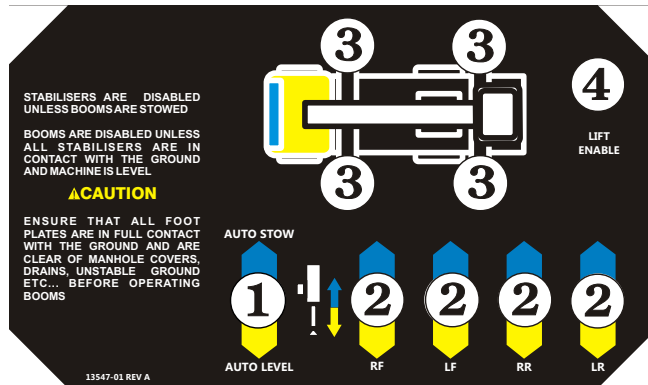 STABILISERS ARE DISABLED
UNLESS BOOMS ARE STOWED
BOOMS ARE DISABLED UNLESS
ALL STABILISERS ARE IN
CONTACT WITH THE GROUND
AND MACHINE IS LEVEL
CAUTION
ENSURE THAT ALL FOOT
PLATES ARE IN FULL CONTACT
WITH THE GROUND AND ARE
CLEAR OF MANHOLE COVERS,
DRAINS, UNSTABLE GROUND
ETC... BEFORE OPERATING
BOOMS
13547-01 REV A
3 3
3 3
4
LIFT
ENABLE
AUTO STOW
1 2 2 2 2
AUTO LEVEL RF LF RR LR